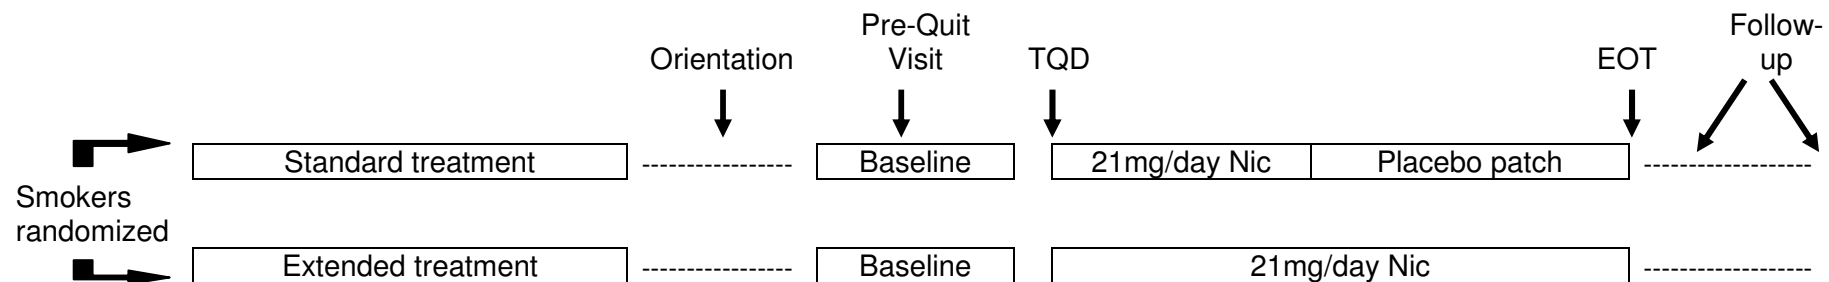 Pre-Quit
Visit
Follow-
up
Orientation
TQD
EOT
Standard treatment
Baseline
21mg/day Nic
Placebo patch
Smokers
randomized
Extended treatment
Baseline
21mg/day Nic